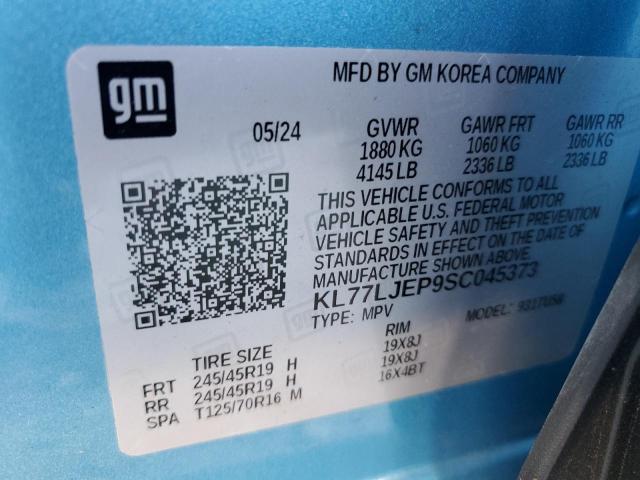 gm
MFD BY GM KOREA COMPANY
05/24 GVWR GAWR FRT GAWR RR
1880 KG 1060 KG 1060 KG
4145 LB 2336 LB 2336 LB
THIS VEHICLE CONFORMS TO ALL
APPLICABLE U.S. FEDERAL MOTOR
VEHICLE SAFETY AND THEFT PREVENTION
STANDARDS IN EFFECT ON THE DATE OF
MANUFACTURE SHOWN ABOVE.
KL77LJEP9SC045373
TYPE: MPV MODEL:
TIRE SIZE RIM
FRT 245/45R19 H 19X8J
RR 245/45R19 H 19X8J
SPA T125/70R16 M 16X4BT